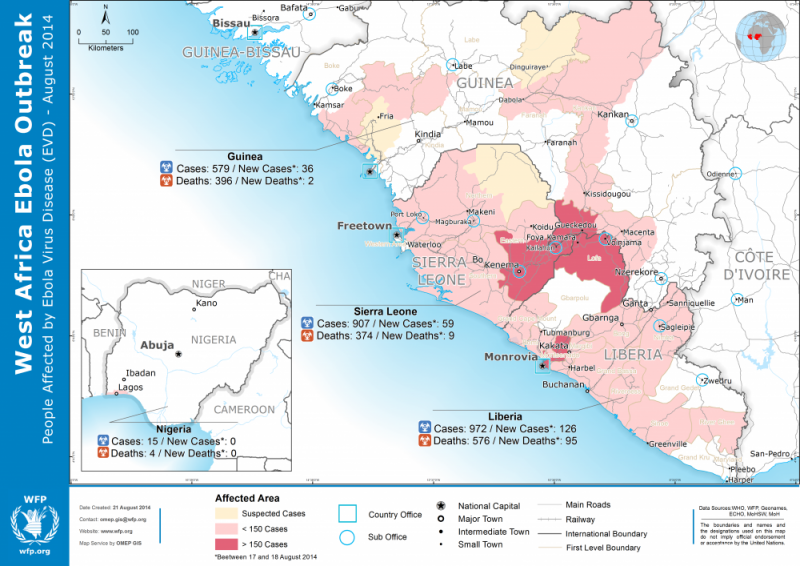 West Africa Ebola Outbreak
People Affected by Ebola Virus Disease (EVD) - August 2014
N
0 50 100
Kilometers
Bissau
Bissora
Bafata
Gabu
GUINEA-BISSAU
Labe
Boke
Labe
Dinguiraye
GUINEA
Boke
Kamsar
Dabola
Fria
Mamou
Kankan
Kindia
Faranah
Odienne
Guinea
Cases: 579 / New Cases*: 36
Deaths: 396 / New Deaths*: 2
Kissidougou
Port Loko
Makeni
Magburaka
Freetown
Waterloo
Koidu
Gueckedou
Foya Kamara
Kailahun
Macenta
Voinjama
Bo
Kenema
Lofa
SIERRA
LEONE
Nzerekore
CÔTE
D'IVOIRE
Man
Gbarpolu
Ganta
Sanniquellie
Gbarnga
Sagleipie
Sierra Leone
Cases: 907 / New Cases*: 59
Deaths: 374 / New Deaths*: 9
Tubmanburg
Kakata
Monrovia
Harbel
LIBERIA
Buchanan
Zwedru
Grand Gedeh
Liberia
Cases: 972 / New Cases*: 126
Deaths: 576 / New Deaths*: 95
Greenville
Grand Kru
San-Pedro
Pleebo
Harper
NIGER
CHA
Kano
BENIN
Abuja
NIGERIA
Ibadan
Lagos
CAMEROON
Nigeria
Cases: 15 / New Cases*: 0
Deaths: 4 / New Deaths*: 0
WFP
wfp.org
Date Created: 21 August 2014
Contact: omep.gis@wfp.org
Website: www.wfp.org
Map Service by OMEP GIS
Affected Area
Suspected Cases
< 150 Cases
> 150 Cases
*Beetween 17 and 18 August 2014
Country Office
Sub Office
National Capital
Major Town
Intermediate Town
Small Town
Main Roads
Railway
International Boundary
First Level Boundary
Data Sources WHO, WFP, Geonames,
ECHO, MoHSW, MoH
The boundaries and names and
the designations used on this map
do not imply official endorsement
or acceptance by the United Nations.